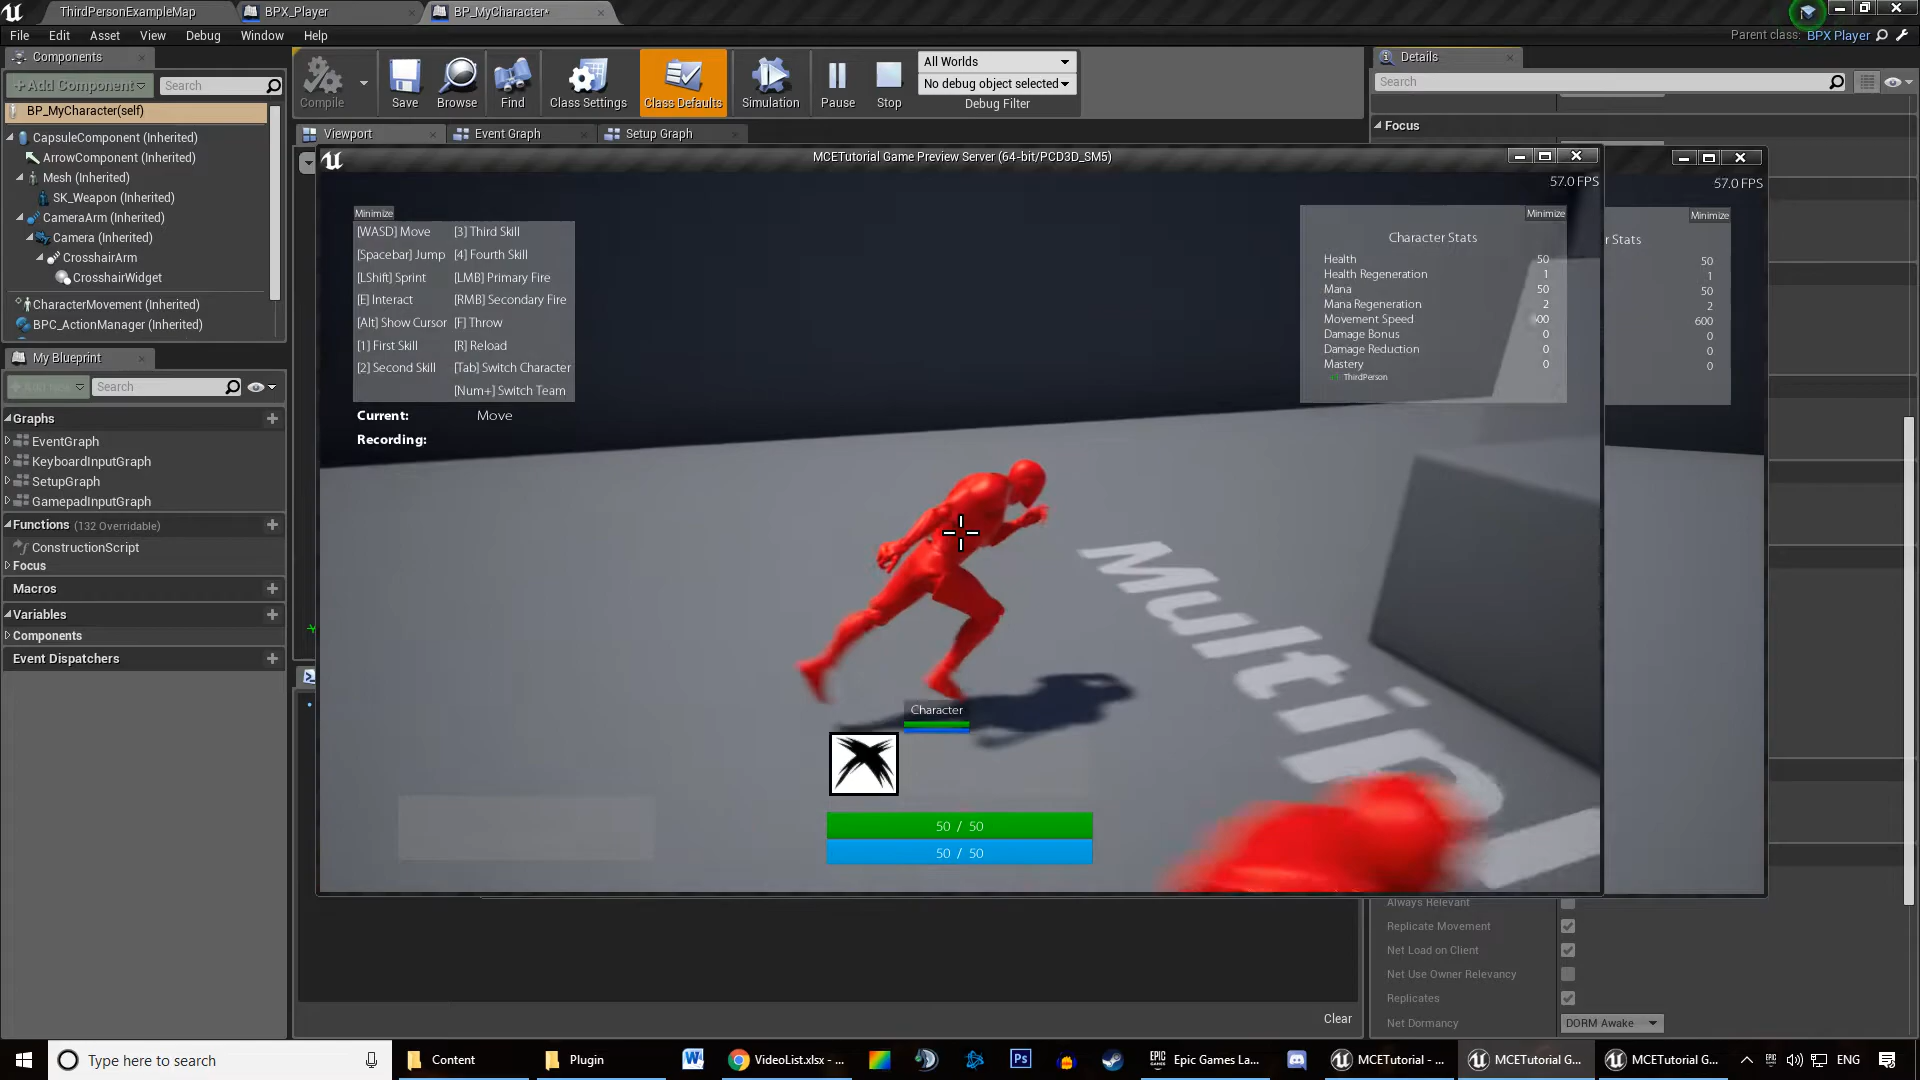 ThirdPersonExampleMap
BPX_Player
BP_MyCharacter*
File Edit Asset View Debug Window Help
Parent class: BPX Player
Components
+Add Component
Search
BP_MyCharacter(self)
CapsuleComponent (Inherited)
ArrowComponent (Inherited)
Mesh (Inherited)
SK_Weapon (Inherited)
CameraArm (Inherited)
Camera (Inherited)
CrosshairArm
CrosshairWidget
CharacterMovement (Inherited)
BPC_ActionManager (Inherited)
My Blueprint
Search
Graphs
EventGraph
KeyboardInputGraph
SetupGraph
GamepadInputGraph
Functions (132 Overridable)
ConstructionScript
Focus
Macros
Variables
Components
Event Dispatchers
Compile
Save
Browse
Find
Class Settings
Class Defaults
Simulation
Pause
Stop
All Worlds
No debug object selected
Debug Filter
Viewport
Event Graph
Setup Graph
MCETutorial Game Preview Server (64-bit/PCD3D_SM5)
57.0 FPS
Minimize
[WASD] Move [3] Third Skill
[Spacebar] Jump [4] Fourth Skill
[LShift] Sprint [LMB] Primary Fire
[E] Interact [RMB] Secondary Fire
[Alt] Show Cursor [F] Throw
[1] First Skill [R] Reload
[2] Second Skill [Tab] Switch Character
[Num+] Switch Team
Current: Move
Recording:
Minimize
Character Stats
Health 50
Health Regeneration 1
Mana 50
Mana Regeneration 2
Movement Speed 600
Damage Bonus 0
Damage Reduction 0
Mastery 0
ThirdPerson
57.0 FPS
Minimize
r Stats
50
1
50
2
600
0
0
0
Character
50 / 50
50 / 50
Clear
Details
Search
Focus
Always Relevant
Replicate Movement
Net Load on Client
Net Use Owner Relevancy
Replicates
Net Dormancy DORM Awake
Type here to search
Content
Plugin
VideoList.xlsx - ...
Epic Games La...
MCETutorial - ...
MCETutorial G...
MCETutorial G...
ENG